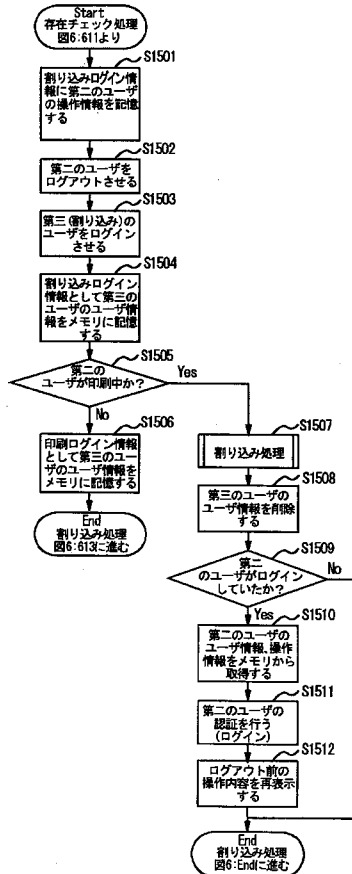 Start
存在チェック処理
図6:611より
S1501
割り込みログイン情
報に第二のユーザ
の操作情報を記憶
する
S1502
第二のユーザを
ログアウトさせる
S1503
第三(割り込み)の
ユーザをログイン
させる
S1504
割り込みログイン
情報として第三の
ユーザのユーザ情
報をメモリに記憶
する
S1505
第二の
ユーザが印刷中か?
Yes
No
S1506
印刷ログイン情報
として第三のユー
ザのユーザ情報を
メモリに記憶する
End
割り込み処理
図6:613に進む
S1507
割り込み処理
S1508
第三のユーザの
ユーザ情報を削除
する
S1509
第二
のユーザがログイン
していたか?
No
Yes
S1510
第二のユーザの
ユーザ情報、操作
情報をメモリから
取得する
S1511
第二のユーザの
認証を行う
(ログイン)
S1512
ログアウト前の
操作内容を再表示
する
End
割り込み処理
図6:Endに進む